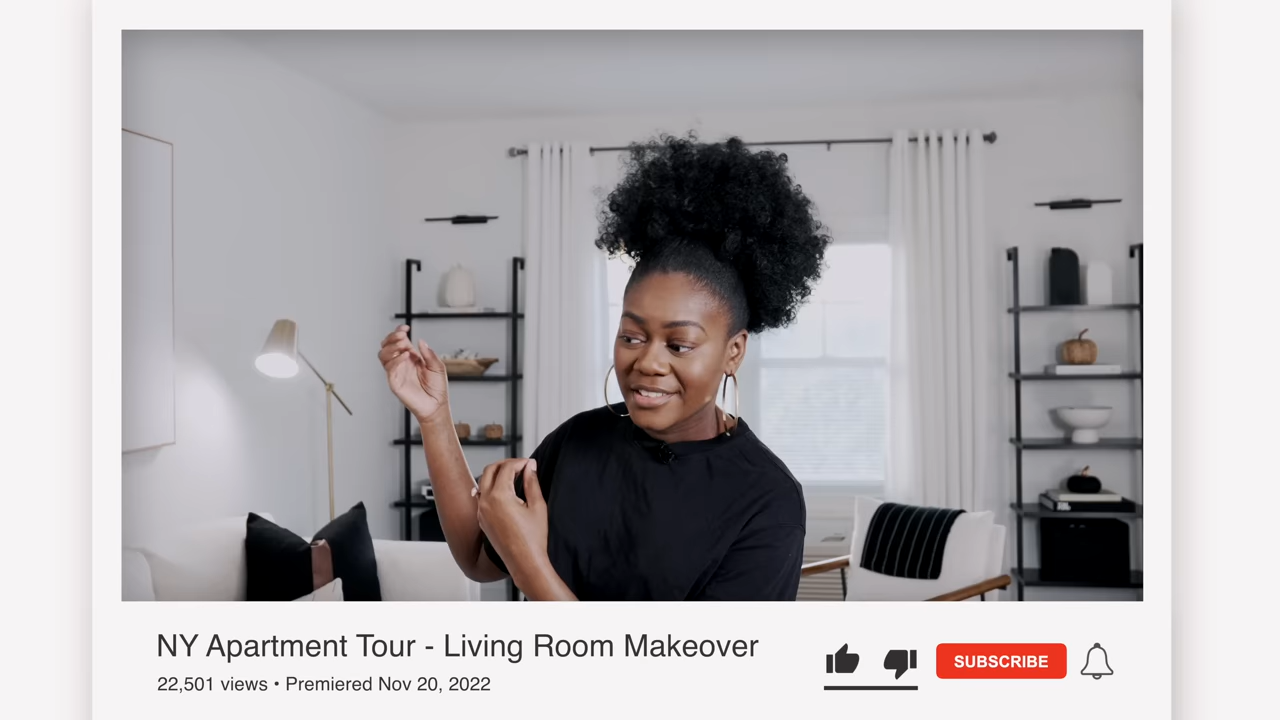 NY Apartment Tour - Living Room Makeover
22,501 views • Premiered Nov 20, 2022
SUBSCRIBE